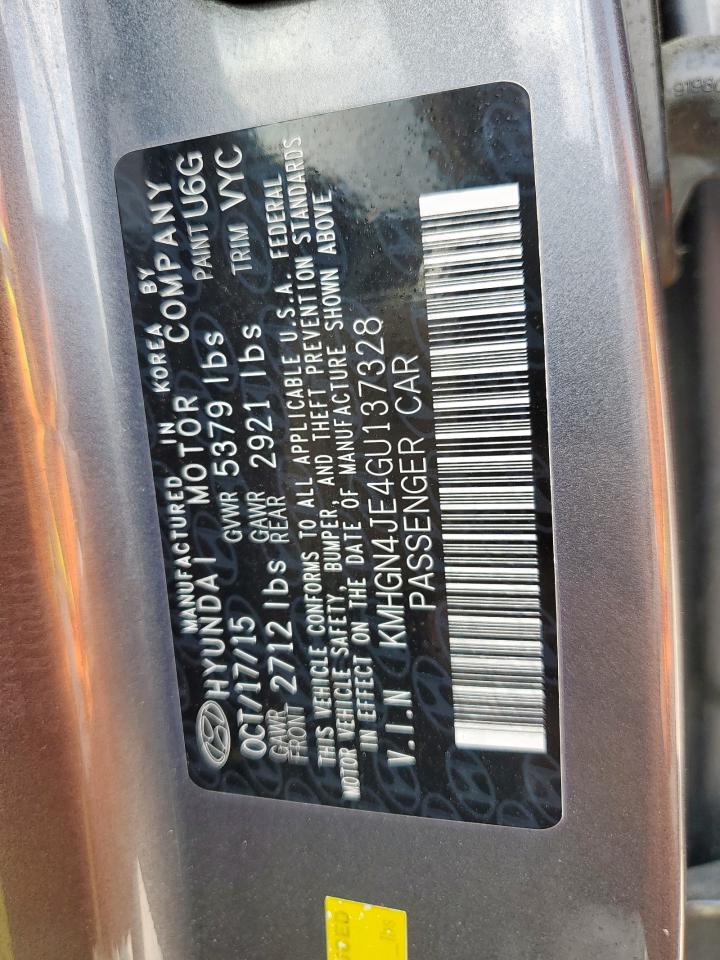 MANUFACTURED IN KOREA BY
HYUNDAI MOTOR COMPANY
OCT/17/15 GVWR 5379 lbs PAINT U6G
GAWR FRONT 2712 lbs GAWR REAR 2921 lbs TRIM VYC
THIS VEHICLE CONFORMS TO ALL APPLICABLE U.S.A. FEDERAL
MOTOR VEHICLE SAFETY, BUMPER, AND THEFT PREVENTION STANDARDS
IN EFFECT ON THE DATE OF MANUFACTURE SHOWN ABOVE.
V.I.N KMHGN4JE4GU137328
PASSENGER CAR
lbs